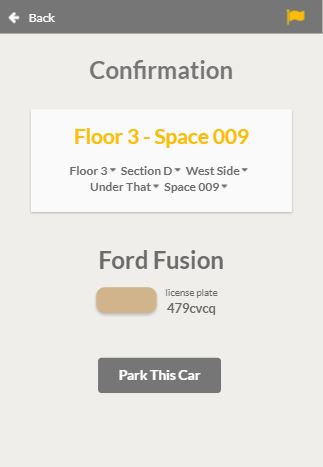 Back
Confirmation
Floor 3 - Space 009
Floor 3 Section D West Side
Under That Space 009
Ford Fusion
license plate
479cvcq
Park This Car